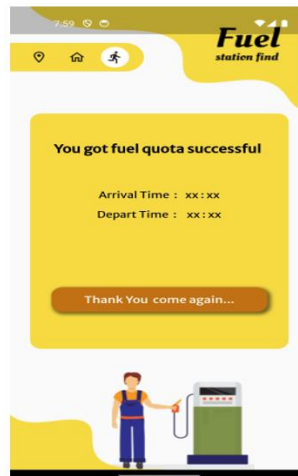 7:59
Fuel
station find
You got fuel quota successful
Arrival Time : xx:xx
Depart Time : xx:xx
Thank You come again...